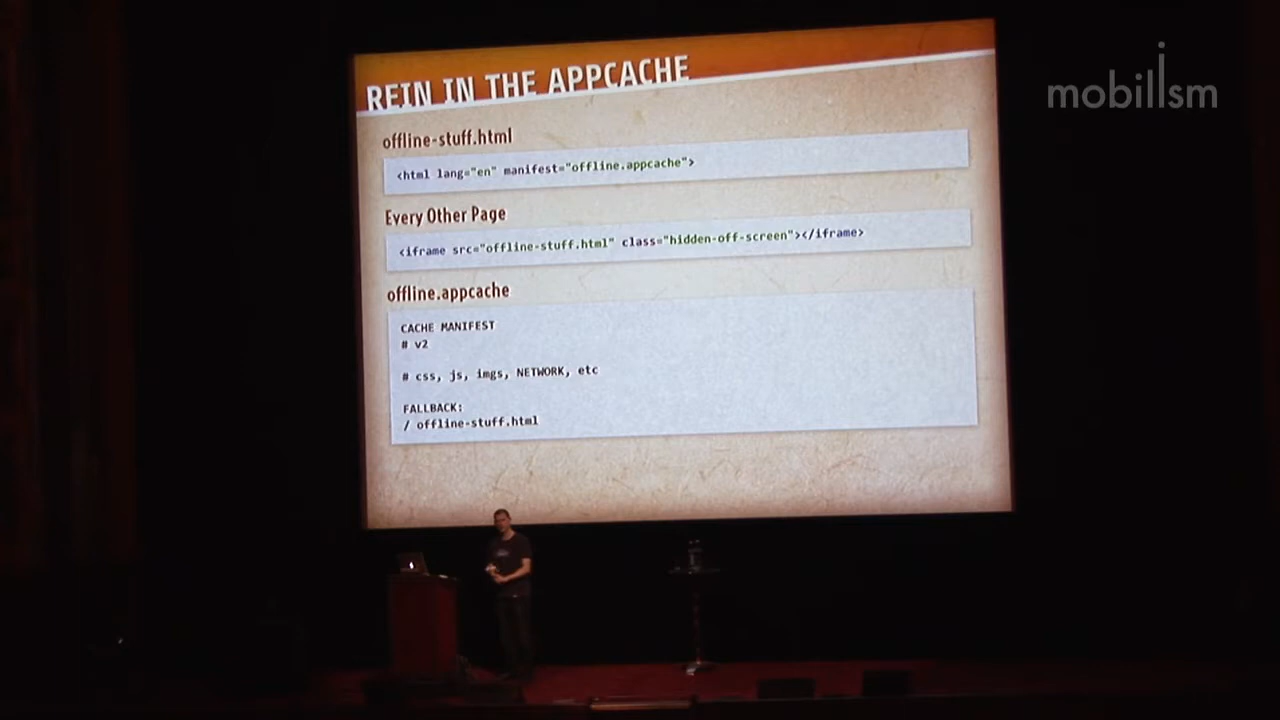 REIN IN THE APPCACHE
mobilism
offline-stuff.html
<html lang="en" manifest="offline.appcache">
Every Other Page
<iframe src="offline-stuff.html" class="hidden-off-screen"></iframe>
offline.appcache
CACHE MANIFEST
# v2
# css, js, imgs, NETWORK, etc
FALLBACK:
/ offline-stuff.html